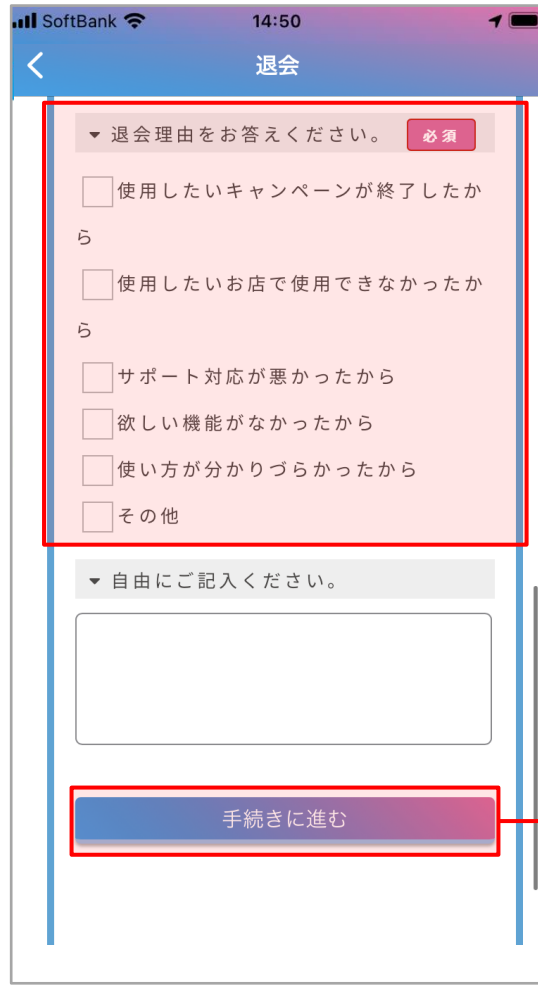 SoftBank 14:50
退会
退会理由をお答えください。 必須
使用したいキャンペーンが終了したか
ら
使用したいお店で使用できなかったか
ら
サポート対応が悪かったから
欲しい機能がなかったから
使い方が分かりづらかったから
その他
自由にご記入ください。
手続きに進む